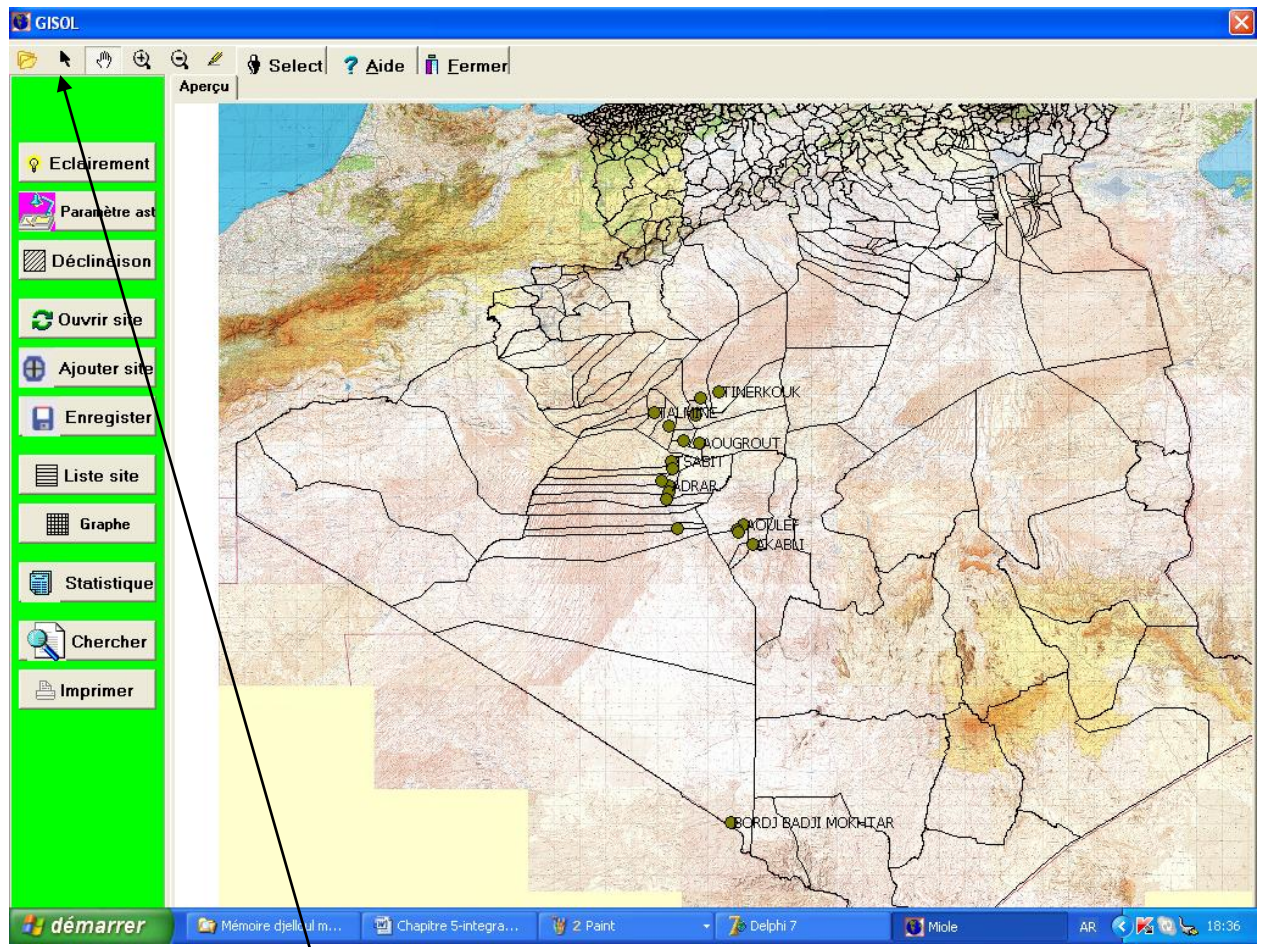 GISOL
Select ? Aide Fermer
Aperçu
Eclairement
Paramètre ast
Déclinaison
Ouvrir site
Ajouter site
Enregister
Liste site
Graphe
Statistique
Chercher
Imprimer
TINERKOUK
TALMINE
AOUGROUT
TSABIT
ADRAR
AOULEF
AKABLI
BORDJ BADJI MOKHTAR
démarrer Mémoire djelloul m... Chapitre 5-integra... 2 Paint Delphi 7 Miole AR 18:36